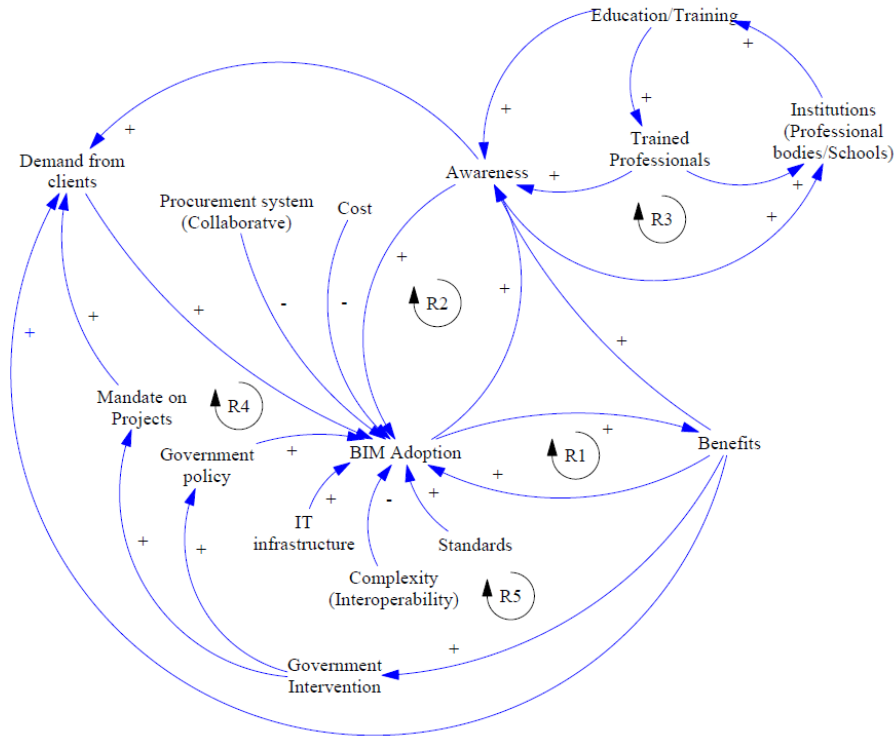 Education/Training
+
+
+
+
Institutions
(Professional
bodies/Schools)
Demand from
clients
Trained
Professionals
Awareness
+
+
+
Procurement system
(Collaboratve)
Cost
R3
+
+
-
-
R2
+
+
+
+
Mandate on
Projects
R4
+
Government
policy
+
BIM Adoption
+
R1
Benefits
+
+
-
+
IT
infrastructure
Standards
+
+
Complexity
(Interoperability)
R5
+
Government
Intervention